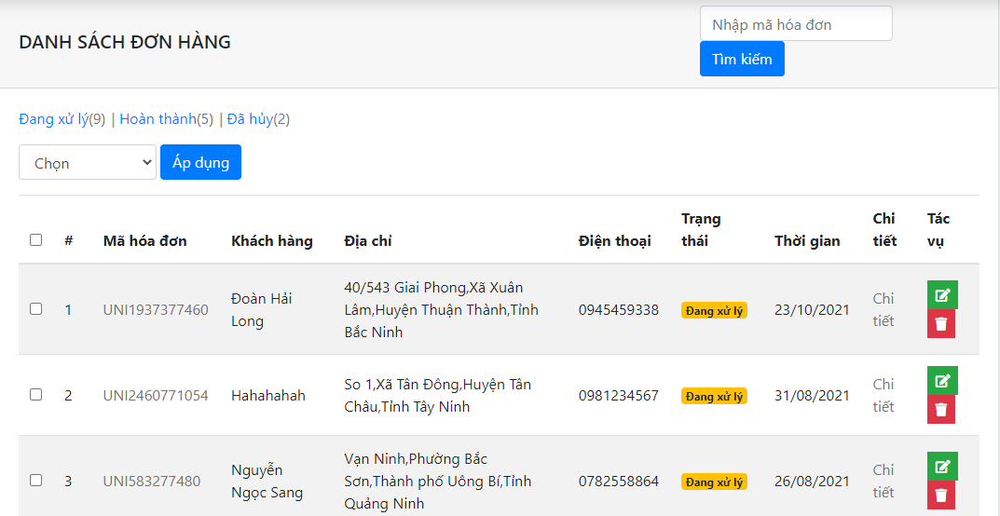 DANH SÁCH ĐƠN HÀNG
Nhập mã hóa đơn
Tìm kiếm
Đang xử lý(9) | Hoàn thành(5) | Đã hủy(2)
Chọn
Áp dụng
# Mã hóa đơn Khách hàng Địa chỉ Điện thoại Trạng thái Thời gian Chi tiết Tác vụ
1 UNI1937377460 Đoàn Hải Long 40/543 Giai Phong,Xã Xuân Lâm,Huyện Thuận Thành,Tỉnh Bắc Ninh 0945459338 Đang xử lý 23/10/2021 Chi tiết
2 UNI2460771054 Hahahahah So 1,Xã Tân Đông,Huyện Tân Châu,Tỉnh Tây Ninh 0981234567 Đang xử lý 31/08/2021 Chi tiết
3 UNI583277480 Nguyễn Ngọc Sang Vạn Ninh,Phường Bắc Sơn,Thành phố Uông Bí,Tỉnh Quảng Ninh 0782558864 Đang xử lý 26/08/2021 Chi tiết